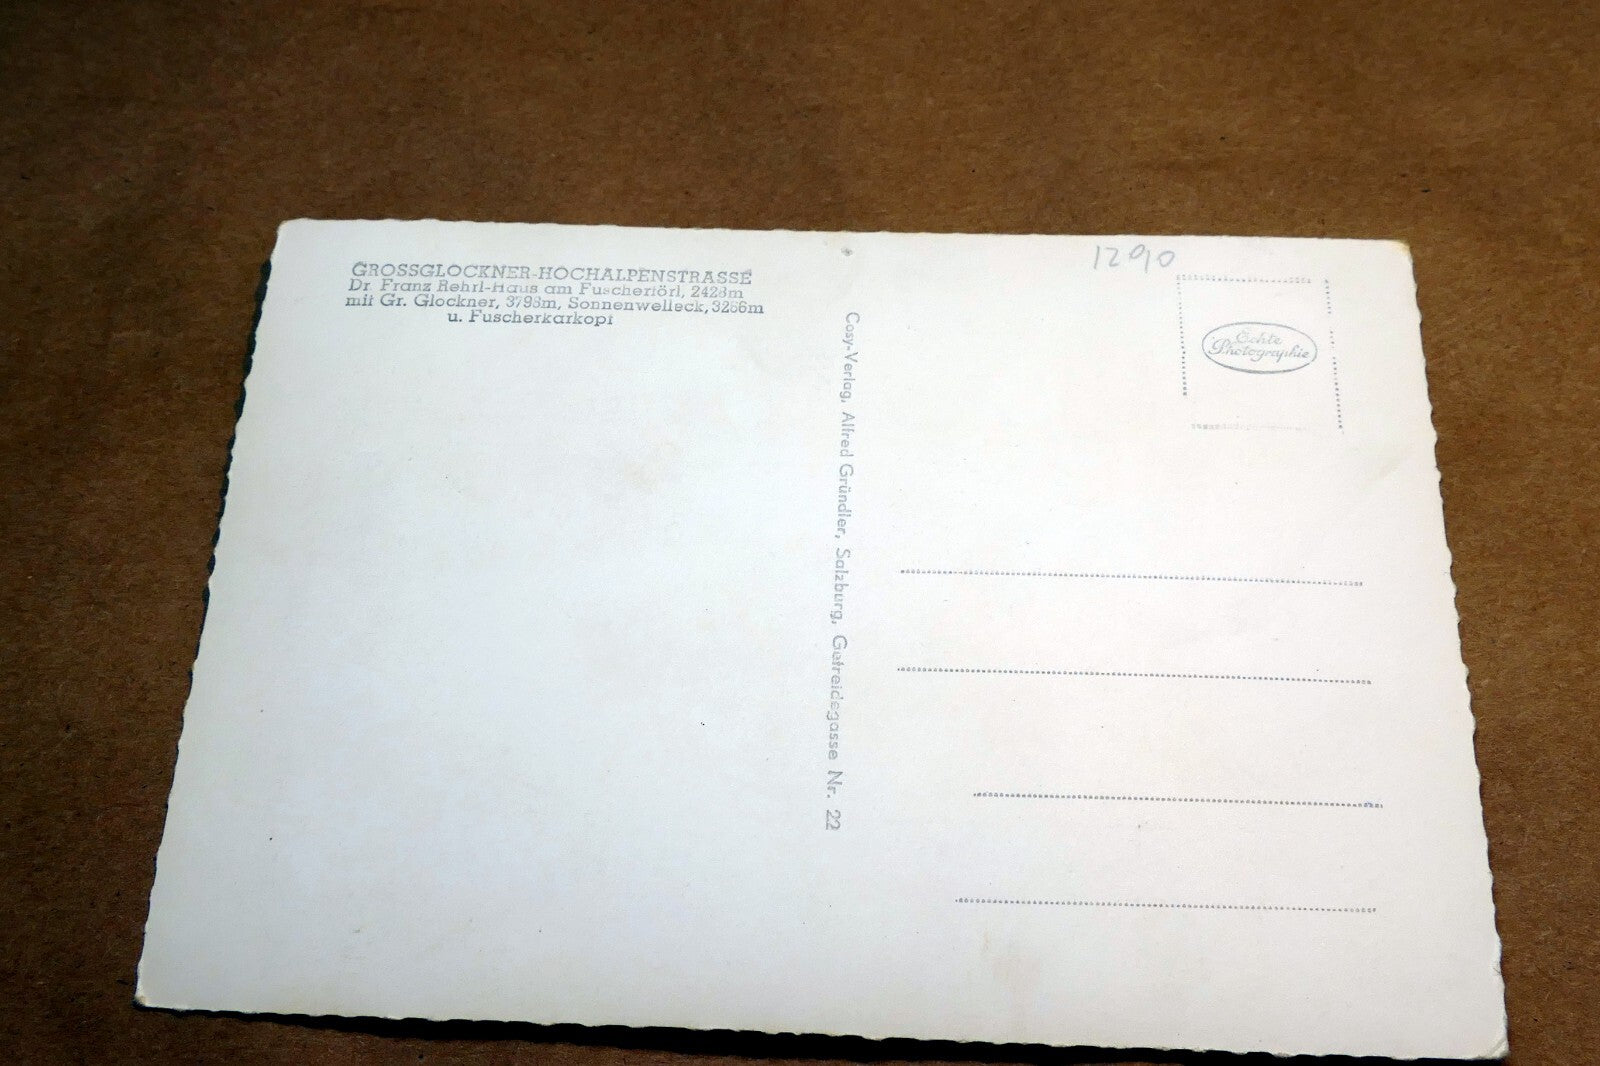 GROSSGLOCKNER-HOCHALPENSTRASSE
Dr. Franz Rehrl-Haus am Fuschertörl, 2428m
mit Gr. Glockner, 3798m, Sonnenwelleck, 3266m
u. Fuscherkarkopf
Cosy-Verlag, Alfred Gründler, Salzburg, Getreidegasse Nr. 22
1290
Echte
Photographie